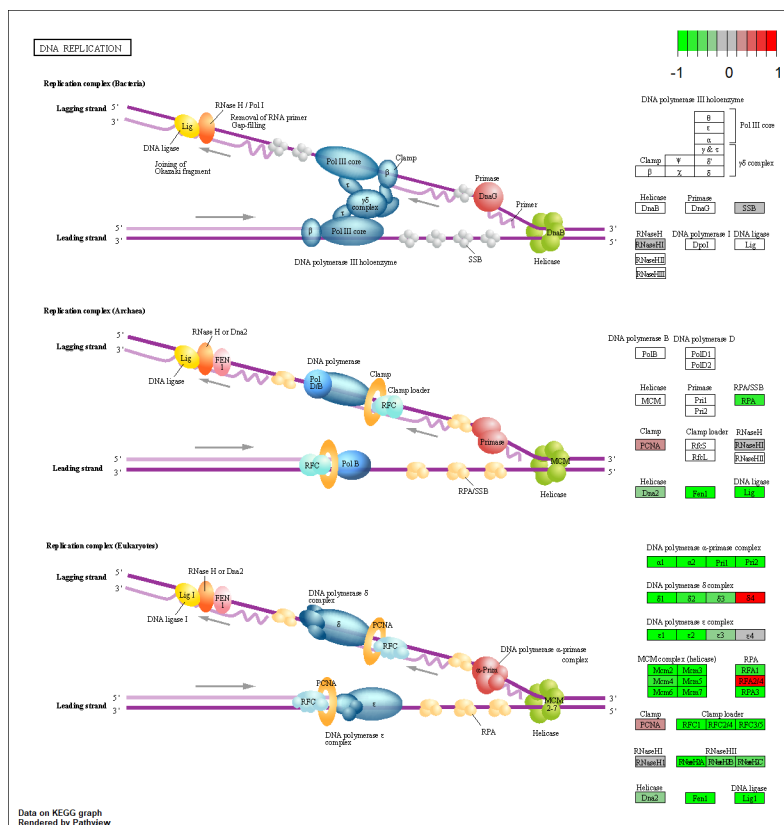 DNA REPLICATION
-1 0 1
Replication complex (Bacteria)
Lagging strand
5'
3'
RNase H / Pol I
Removal of RNA primer
Gap-filling
Lig
DNA ligase
Joining of
Okazaki fragment
Pol III core
Clamp
β
τ
γδ
complex
τ
β
Pol III core
Primase
DnaG
Primer
DnaB
Helicase
SSB
DNA polymerase III holoenzyme
Leading strand
5'
3'
3'
5'
DNA polymerase III holoenzyme
θ
ε
α
γ & τ
Clamp Ψ δ'
β χ δ
Pol III core
γδ complex
Helicase Primase
DnaB DnaG SSB
RNaseH DNA polymerase I DNA ligase
RNaseHI DpoI Lig
RNaseHII
RNaseHIII
Replication complex (Archaea)
Lagging strand
5'
3'
RNase H or Dna2
Lig
FEN
1
DNA ligase
DNA polymerase
Pol
D/B
Clamp
Clamp loader
RFC
Primase
MCM
Helicase
RPA/SSB
RFC
Pol B
Leading strand
5'
3'
3'
5'
DNA polymerase B DNA polymerase D
PolB PolD1
PolD2
Helicase Primase RPA/SSB
MCM Pri1 RPA
Pri2
Clamp Clamp loader RNaseH
PCNA RfcS RNaseHI
RfcL RNaseHII
Helicase DNA ligase
Dna2 Fen1 Lig
Replication complex (Eukaryotes)
Lagging strand
5'
3'
RNase H or Dna2
Lig I
FEN
1
DNA ligase I
DNA polymerase δ
complex
δ
PCNA
RFC
DNA polymerase α-primase
complex
α-Prim
MCM
2-7
Helicase
RPA
PCNA
RFC
ε
DNA polymerase ε
complex
Leading strand
5'
3'
3'
5'
DNA polymerase α-primase complex
α1 α2 Pri1 Pri2
DNA polymerase δ complex
δ1 δ2 δ3 δ4
DNA polymerase ε complex
ε1 ε2 ε3 ε4
MCM complex (helicase) RPA
Mcm2 Mcm3 RPA1
Mcm4 Mcm5 RPA2/4
Mcm6 Mcm7 RPA3
Clamp Clamp loader
PCNA RFC1 RFC2/4 RFC3/5
RNaseHI RNaseHII
RNaseH1 RNaseH2A RNaseH2B RNaseH2C
Helicase DNA ligase
Dna2 Fen1 Lig1
Data on KEGG graph
Rendered by Pathview